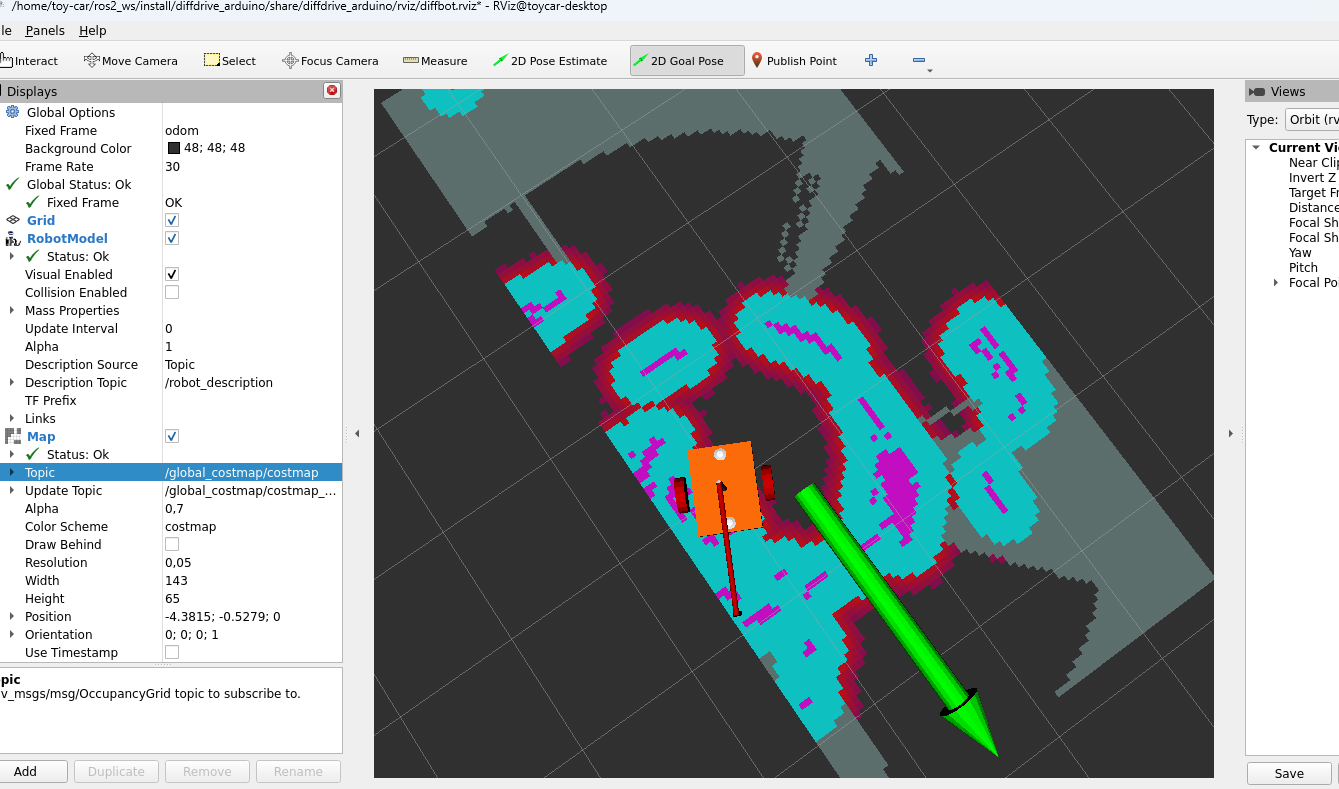 /home/toy-car/ros2_ws/install/diffdrive_arduino/share/diffdrive_arduino/rviz/diffbot.rviz* - RViz@toycar-desktop
le Panels Help
Interact Move Camera Select Focus Camera Measure 2D Pose Estimate 2D Goal Pose Publish Point
Displays
Global Options
Fixed Frame odom
Background Color 48; 48; 48
Frame Rate 30
Global Status: Ok
Fixed Frame OK
Grid
RobotModel
Status: Ok
Visual Enabled
Collision Enabled
Mass Properties
Update Interval 0
Alpha 1
Description Source Topic
Description Topic /robot_description
TF Prefix
Links
Map
Status: Ok
Topic /global_costmap/costmap
Update Topic /global_costmap/costmap_...
Alpha 0,7
Color Scheme costmap
Draw Behind
Resolution 0,05
Width 143
Height 65
Position -4.3815; -0.5279; 0
Orientation 0; 0; 0; 1
Use Timestamp
pic
v_msgs/msg/OccupancyGrid topic to subscribe to.
Add Duplicate Remove Rename
Views
Type: Orbit (rv
Current Vi
Near Clip
Invert Z
Target Fr
Distance
Focal Sh
Focal Sh
Yaw
Pitch
Focal Po
Save